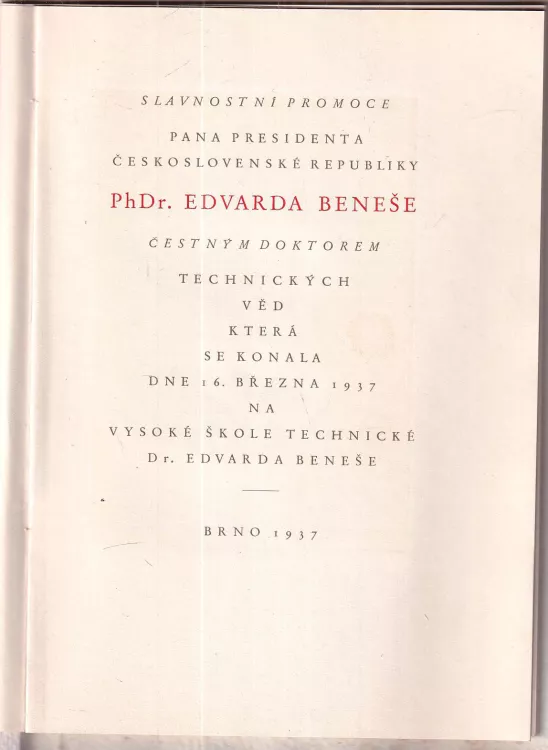 SLAVNOSTNÍ PROMOCE
PANA PRESIDENTA
ČESKOSLOVENSKÉ REPUBLIKY
PhDr. EDVARDA BENEŠE
ČESTNÝM DOKTOREM
TECHNICKÝCH
VĚD
KTERÁ
SE KONALA
DNE 16. BŘEZNA 1937
NA
VYSOKÉ ŠKOLE TECHNICKÉ
Dr. EDVARDA BENEŠE
BRNO 1937